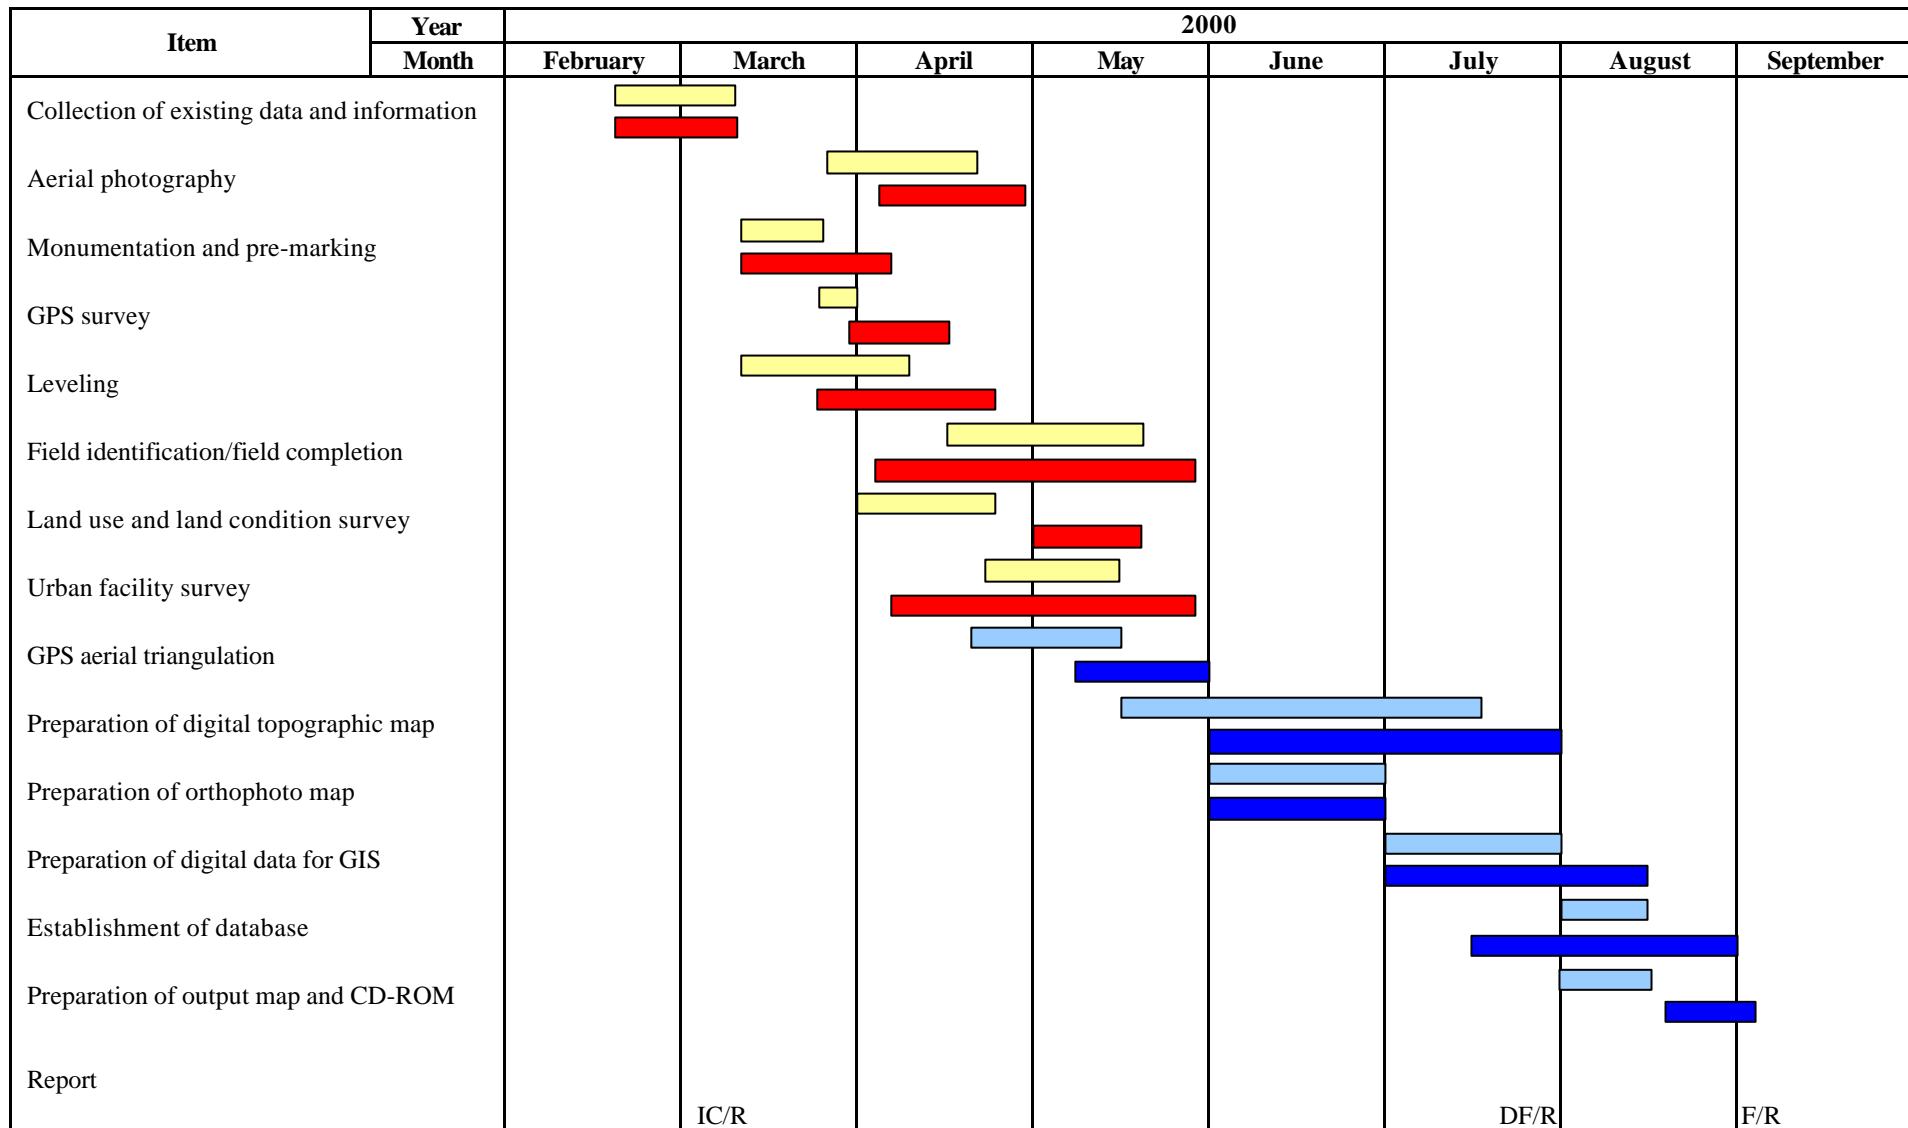 Item
Year
2000
Month
February
March
April
May
June
July
August
September
Collection of existing data and information
Aerial photography
Monumentation and pre-marking
GPS survey
Leveling
Field identification/field completion
Land use and land condition survey
Urban facility survey
GPS aerial triangulation
Preparation of digital topographic map
Preparation of orthophoto map
Preparation of digital data for GIS
Establishment of database
Preparation of output map and CD-ROM
Report
IC/R
DF/R
F/R